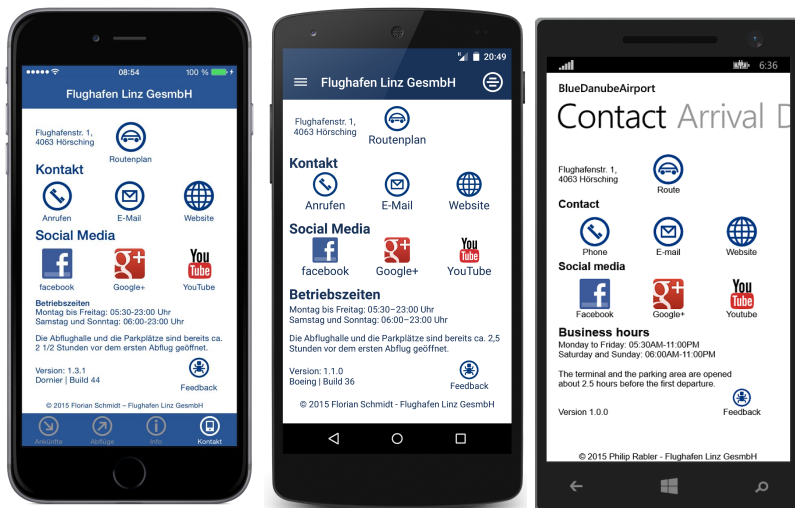 08:54
100 %
Flughafen Linz GesmbH
Flughafenstr. 1,
4063 Hörsching
Routenplan
Kontakt
Anrufen E-Mail Website
Social Media
f g+ You Tube
facebook Google+ YouTube
Betriebszeiten
Montag bis Freitag: 05:30-23:00 Uhr
Samstag und Sonntag: 06:00-23:00 Uhr
Die Abflughalle und die Parkplätze sind bereits ca.
2 1/2 Stunden vor dem ersten Abflug geöffnet.
Version: 1.3.1
Dornier | Build 44
Feedback
© 2015 Florian Schmidt – Flughafen Linz GesmbH
Ankünfte Abflüge Info Kontakt
H 20:49
Flughafen Linz GesmbH
Flughafenstr. 1,
4063 Hörsching
Routenplan
Kontakt
Anrufen E-Mail Website
Social Media
f g+ You Tube
facebook Google+ YouTube
Betriebszeiten
Montag bis Freitag: 05:30–23:00 Uhr
Samstag und Sonntag: 06:00–23:00 Uhr
Die Abflughalle und die Parkplätze sind bereits ca. 2,5
Stunden vor dem ersten Abflug geöffnet.
Version: 1.1.0
Boeing | Build 36
Feedback
© 2015 Florian Schmidt - Flughafen Linz GesmbH
6:36
BlueDanubeAirport
Contact Arrival D
Flughafenstr. 1,
4063 Hörsching
Route
Contact
Phone E-mail Website
Social media
f g+ You Tube
Facebook Google+ Youtube
Business hours
Monday to Friday: 05:30AM-11:00PM
Saturday and Sunday: 06:00AM-11:00PM
The terminal and the parking area are opened
about 2.5 hours before the first departure.
Feedback
Version 1.0.0
© 2015 Philip Rabler - Flughafen Linz GesmbH